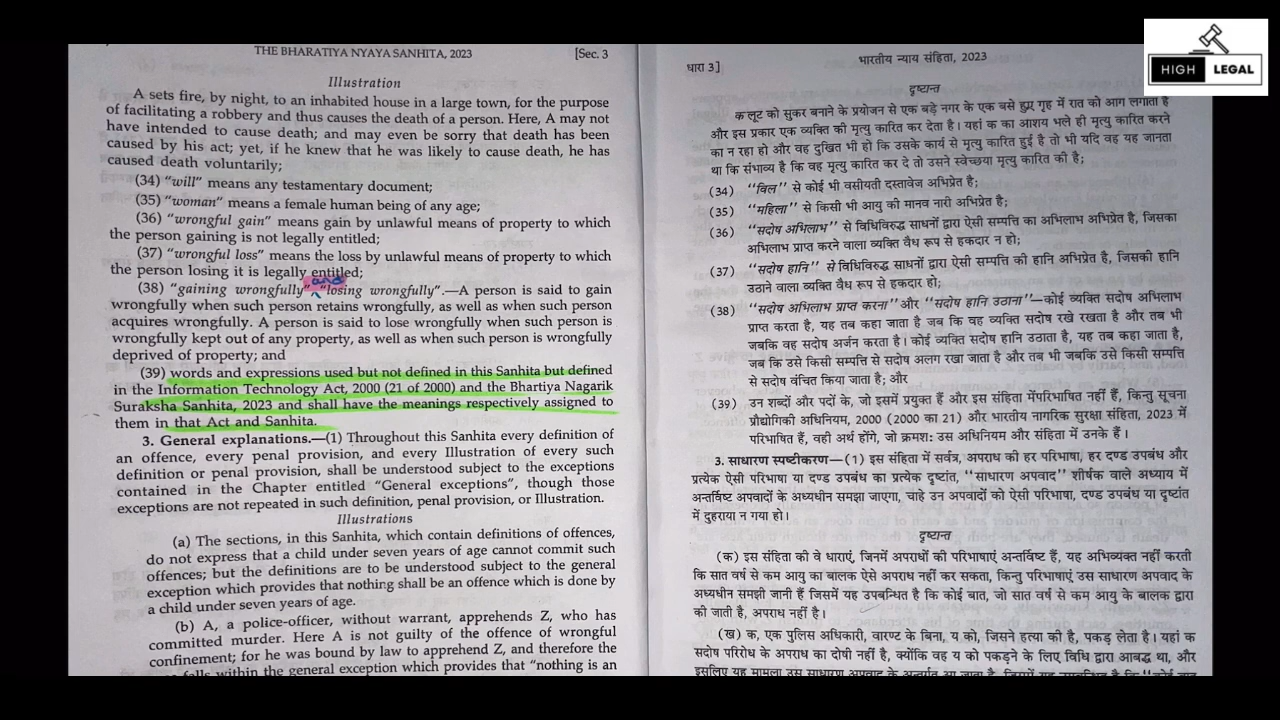 THE BHARATIYA NYAYA SANHITA, 2023
[Sec. 3
Illustration
A sets fire, by night, to an inhabited house in a large town, for the purpose
of facilitating a robbery and thus causes the death of a person. Here, A may not
have intended to cause death; and may even be sorry that death has been
caused by his act; yet, if he knew that he was likely to cause death, he has
caused death voluntarily;
(34) “will” means any testamentary document;
(35) “woman” means a female human being of any age;
(36) “wrongful gain” means gain by unlawful means of property to which
the person gaining is not legally entitled;
(37) “wrongful loss” means the loss by unlawful means of property to which
the person losing it is legally entitled;
and
(38) “gaining wrongfully” “losing wrongfully”.—A person is said to gain
wrongfully when such person retains wrongfully, as well as when such person
acquires wrongfully. A person is said to lose wrongfully when such person is
wrongfully kept out of any property, as well as when such person is wrongfully
deprived of property; and
(39) words and expressions used but not defined in this Sanhita but defined
in the Information Technology Act, 2000 (21 of 2000) and the Bhartiya Nagarik
Suraksha Sanhita, 2023 and shall have the meanings respectively assigned to
them in that Act and Sanhita.
3. General explanations.—(1) Throughout this Sanhita every definition of
an offence, every penal provision, and every Illustration of every such
definition or penal provision, shall be understood subject to the exceptions
contained in the Chapter entitled “General exceptions”, though those
exceptions are not repeated in such definition, penal provision, or Illustration.
Illustrations
(a) The sections, in this Sanhita, which contain definitions of offences,
do not express that a child under seven years of age cannot commit such
offences; but the definitions are to be understood subject to the general
exception which provides that nothing shall be an offence which is done by
a child under seven years of age.
(b) A, a police-officer, without warrant, apprehends Z, who has
committed murder. Here A is not guilty of the offence of wrongful
confinement; for he was bound by law to apprehend Z, and therefore the
falls within the general exception which provides that “nothing is an
धारा 3]
भारतीय न्याय संहिता, 2023
दृष्टान्त
क लूट को सुकर बनाने के प्रयोजन से एक बड़े नगर के एक बसे हुए गृह में रात को आग लगाता है
और इस प्रकार एक व्यक्ति की मृत्यु कारित कर देता है। यहां क का आशय भले ही मृत्यु कारित करने
का न रहा हो और वह दुखित भी हो कि उसके कार्य से मृत्यु कारित हुई है तो भी यदि वह यह जानता
था कि संभाव्य है कि वह मृत्यु कारित कर दे तो उसने स्वेच्छया मृत्यु कारित की है;
(34) “विल” से कोई भी वसीयती दस्तावेज अभिप्रेत है;
(35) “महिला” से किसी भी आयु की मानव नारी अभिप्रेत है;
(36) “सदोष अभिलाभ” से विधिविरुद्ध साधनों द्वारा ऐसी सम्पत्ति का अभिलाभ अभिप्रेत है, जिसका
अभिलाभ प्राप्त करने वाला व्यक्ति वैध रूप से हकदार न हो;
(37) “सदोष हानि” से विधिविरुद्ध साधनों द्वारा ऐसी सम्पत्ति की हानि अभिप्रेत है, जिसकी हानि
उठाने वाला व्यक्ति वैध रूप से हकदार हो;
(38) “सदोष अभिलाभ प्राप्त करना” और “सदोष हानि उठाना”—कोई व्यक्ति सदोष अभिलाभ
प्राप्त करता है, यह तब कहा जाता है जब कि वह व्यक्ति सदोष रखे रखता है और तब भी
जबकि वह सदोष अर्जन करता है। कोई व्यक्ति सदोष हानि उठाता है, यह तब कहा जाता है,
जब कि उसे किसी सम्पत्ति से सदोष अलग रखा जाता है और तब भी जबकि उसे किसी सम्पत्ति
से सदोष वंचित किया जाता है; और
(39) उन शब्दों और पदों के, जो इसमें प्रयुक्त हैं और इस संहिता में परिभाषित नहीं हैं, किन्तु सूचना
प्रौद्योगिकी अधिनियम, 2000 (2000 का 21) और भारतीय नागरिक सुरक्षा संहिता, 2023 में
परिभाषित हैं, वही अर्थ होंगे, जो क्रमशः उस अधिनियम और संहिता में उनके हैं।
3. साधारण स्पष्टीकरण—(1) इस संहिता में सर्वत्र, अपराध की हर परिभाषा, हर दण्ड उपबंध और
प्रत्येक ऐसी परिभाषा या दण्ड उपबंध का प्रत्येक दृष्टांत, “साधारण अपवाद” शीर्षक वाले अध्याय में
अन्तर्विष्ट अपवादों के अध्यधीन समझा जाएगा, चाहे उन अपवादों को ऐसी परिभाषा, दण्ड उपबंध या दृष्टांत
में दुहराया न गया हो।
दृष्टान्त
(क) इस संहिता की वे धाराएं, जिनमें अपराधों की परिभाषाएं अन्तर्विष्ट हैं, यह अभिव्यक्त नहीं करती
कि सात वर्ष से कम आयु का बालक ऐसे अपराध नहीं कर सकता, किन्तु परिभाषाएं उस साधारण अपवाद के
अध्यधीन समझी जानी हैं जिसमें यह उपबन्धित है कि कोई बात, जो सात वर्ष से कम आयु के बालक द्वारा
की जाती है, अपराध नहीं है।
(ख) क, एक पुलिस अधिकारी, वारण्ट के बिना, य को, जिसने हत्या की है, पकड़ लेता है। यहां क
सदोष परिरोध के अपराध का दोषी नहीं है, क्योंकि वह य को पकड़ने के लिए विधि द्वारा आबद्ध था, और
इसलिए यह मामला उस साधारण अपवाद के अन्तर्गत आ जाता है,
HIGH LEGAL